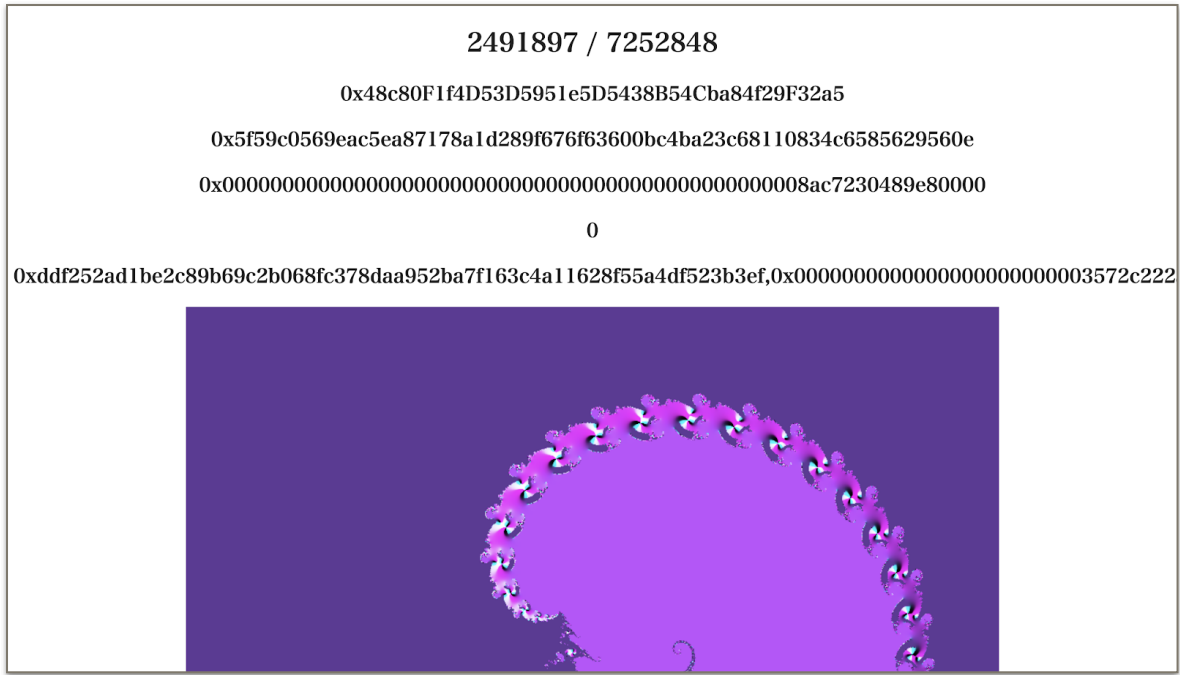 2491897 / 7252848
0x48c80F1f4D53D5951e5D5438B54Cba84f29F32a5
0x5f59c0569eac5ea87178a1d289f676f63600bc4ba23c68110834c6585629560e
0x0000000000000000000000000000000000000000000000008ac7230489e80000
0
0xddf252ad1be2c89b69c2b068fc378daa952ba7f163c4a11628f55a4df523b3ef,0x0000000000000000000000003572c222